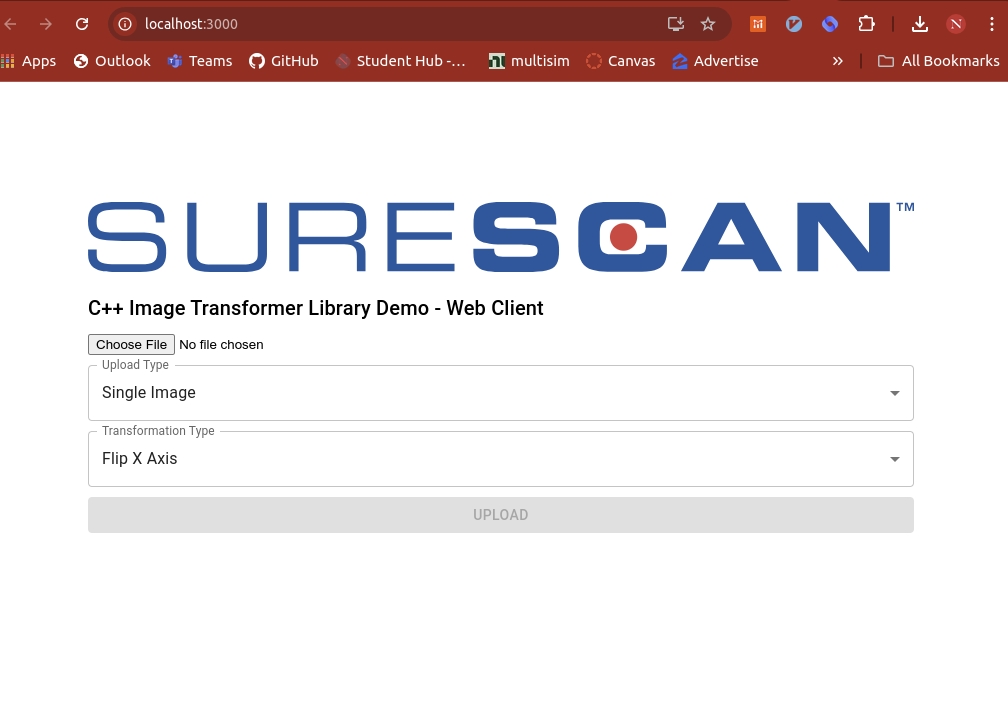 localhost:3000
Apps Outlook Teams GitHub Student Hub -... multisim Canvas Advertise » All Bookmarks
SURESCAN™
C++ Image Transformer Library Demo - Web Client
Choose File No file chosen
Upload Type
Single Image
Transformation Type
Flip X Axis
UPLOAD